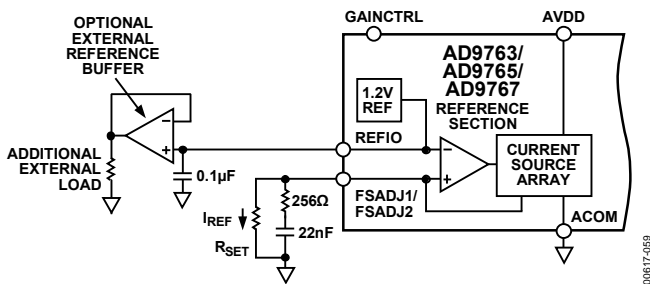 OPTIONAL
EXTERNAL
REFERENCE
BUFFER
GAINCTRL
AVDD
AD9763/
AD9765/
AD9767
REFERENCE
SECTION
1.2V
REF
REFIO
−
+
−
+
CURRENT
SOURCE
ARRAY
ADDITIONAL
EXTERNAL
LOAD
0.1µF
256Ω
FSADJ1/
FSADJ2
IREF
RSET
22nF
ACOM
00617-059